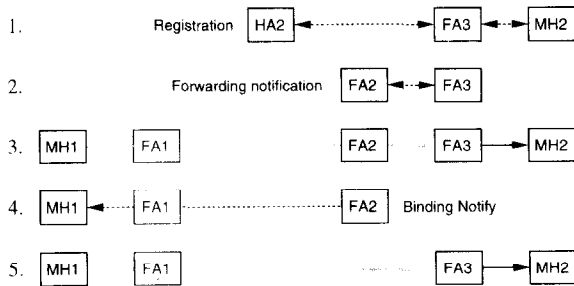 1. Registration HA2 FA3 MH2
2. Forwarding notification FA2 FA3
3. MH1 FA1 FA2 FA3 MH2
4. MH1 FA1 FA2 Binding Notify
5. MH1 FA1 FA3 MH2